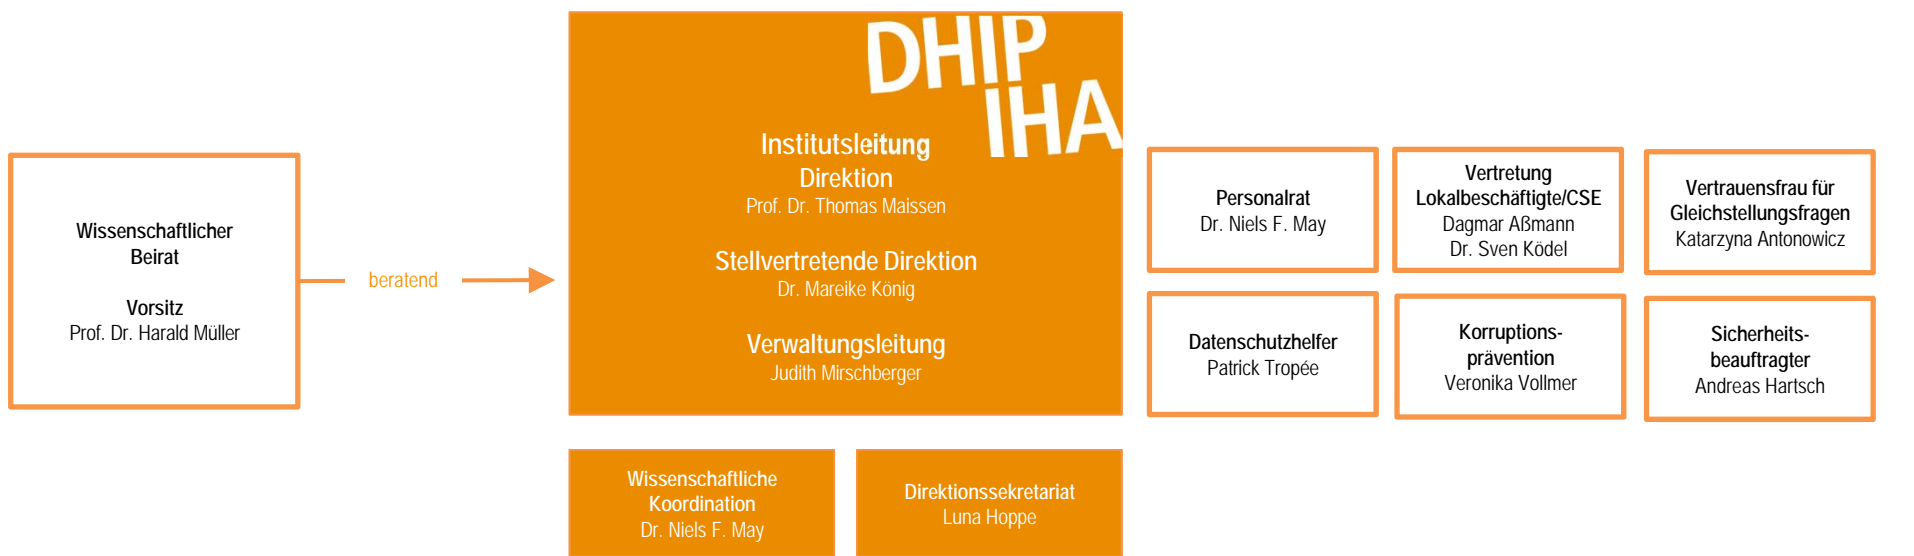 Wissenschaftlicher
Beirat
Vorsitz
Prof. Dr. Harald Müller
beratend
DHIP
IHA
Institutsleitung
Direktion
Prof. Dr. Thomas Maissen
Stellvertretende Direktion
Dr. Mareike König
Verwaltungsleitung
Judith Mirschberger
Personalrat
Dr. Niels F. May
Vertretung
Lokalbeschäftigte/CSE
Dagmar Aßmann
Dr. Sven Ködel
Vertrauensfrau für
Gleichstellungsfragen
Katarzyna Antonowicz
Datenschutzhelfer
Patrick Tropée
Korruptions-
prävention
Veronika Vollmer
Sicherheits-
beauftragter
Andreas Hartsch
Wissenschaftliche
Koordination
Dr. Niels F. May
Direktionssekretariat
Luna Hoppe